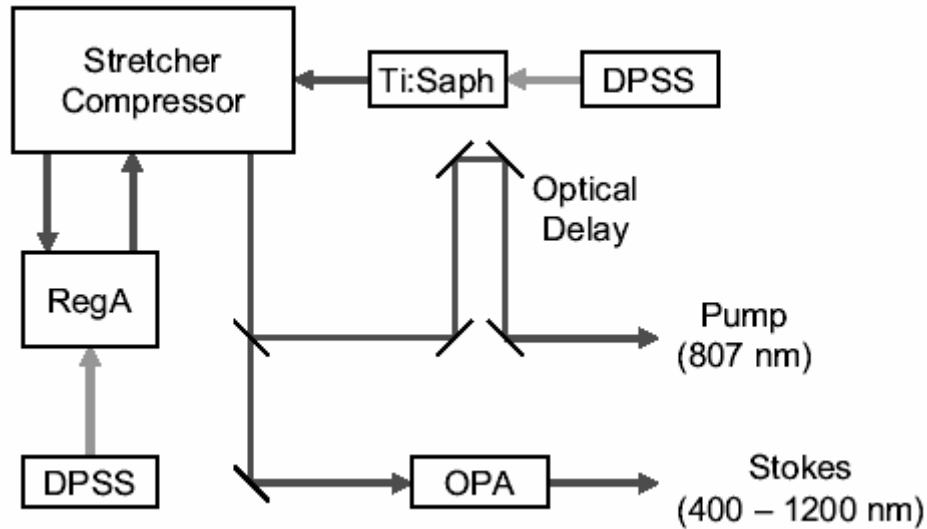 Stretcher
Compressor
Ti:Saph
DPSS
Optical
Delay
RegA
Pump
(807 nm)
DPSS
OPA
Stokes
(400 – 1200 nm)